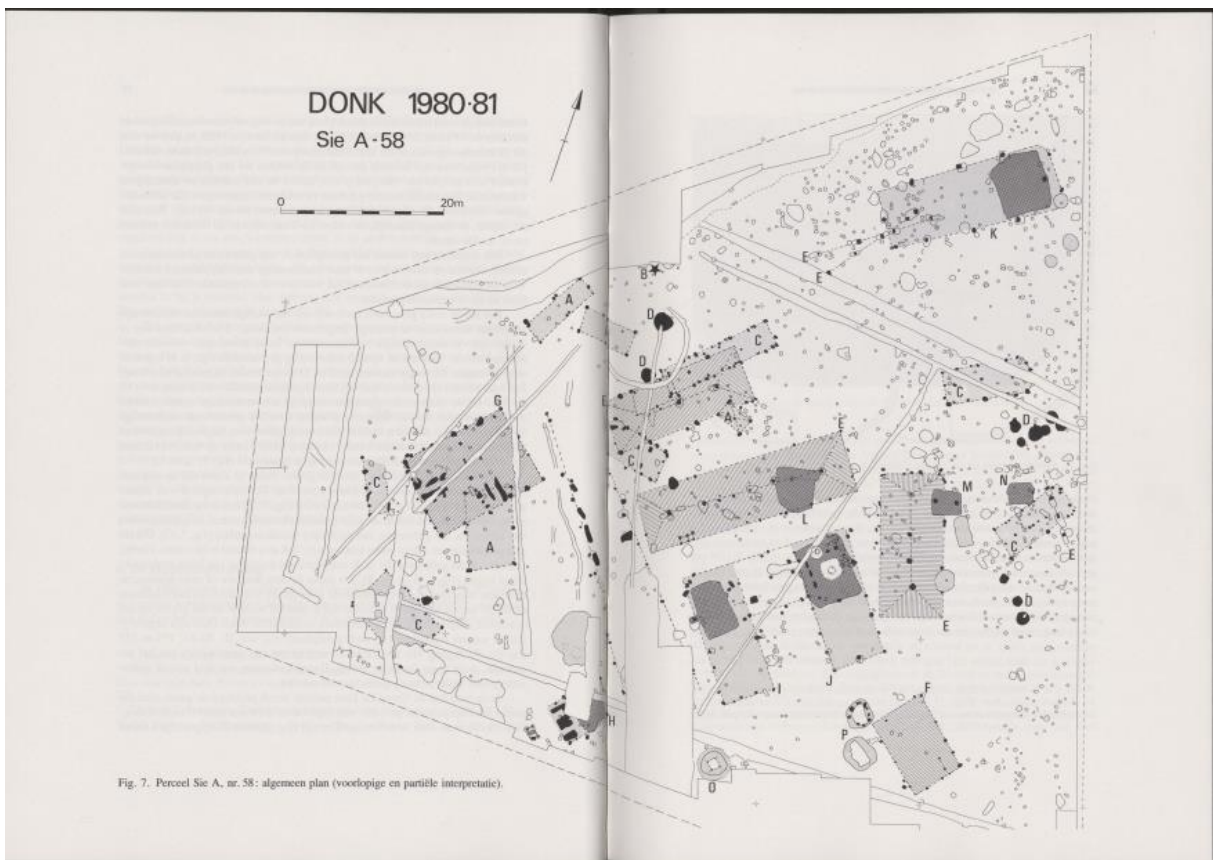 DONK 1980·81
Sie A-58
0 20m
K
E
E
B
A
D
C
D
C
G
A
E
D
C
C
M
N
L
A
C
E
D
C
E
I
J
F
H
P
O
Fig. 7. Perceel Sie A, nr. 58: algemeen plan (voorlopige en partiële interpretatie).